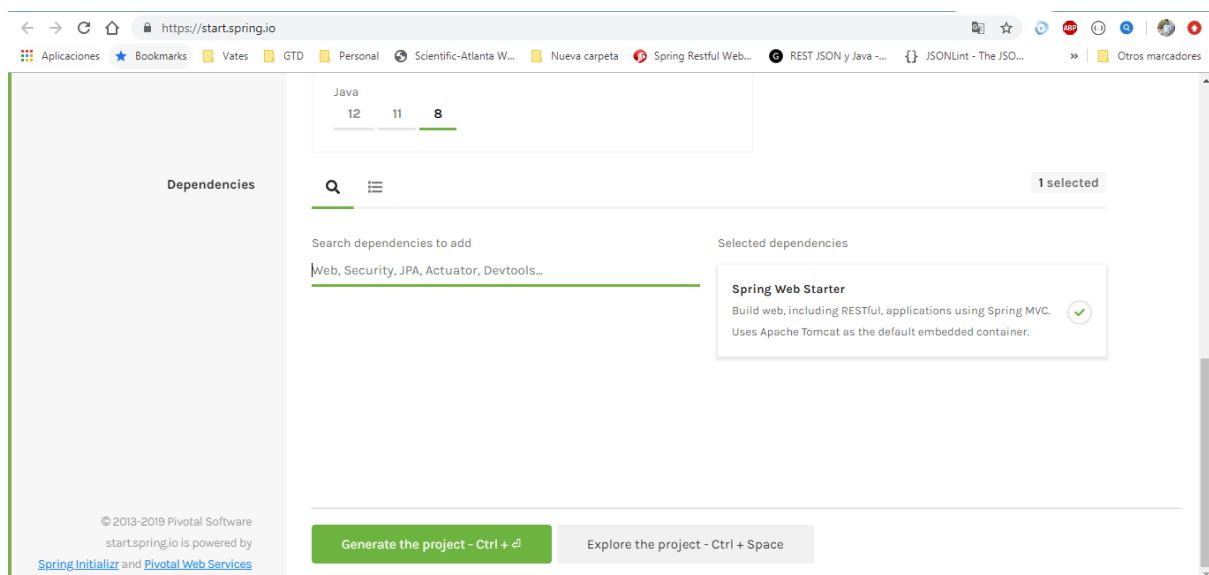 https://start.spring.io
Aplicaciones Bookmarks Vates GTD Personal Scientific-Atlanta W... Nueva carpeta Spring Restful Web... REST JSON y Java -... JSONLint - The JSO... » Otros marcadores
Java
12 11 8
Dependencies
1 selected
Search dependencies to add
Web, Security, JPA, Actuator, Devtools...
Selected dependencies
Spring Web Starter
Build web, including RESTful, applications using Spring MVC.
Uses Apache Tomcat as the default embedded container.
© 2013-2019 Pivotal Software
start.spring.io is powered by
Spring Initializr and Pivotal Web Services
Generate the project - Ctrl + ⏎
Explore the project - Ctrl + Space